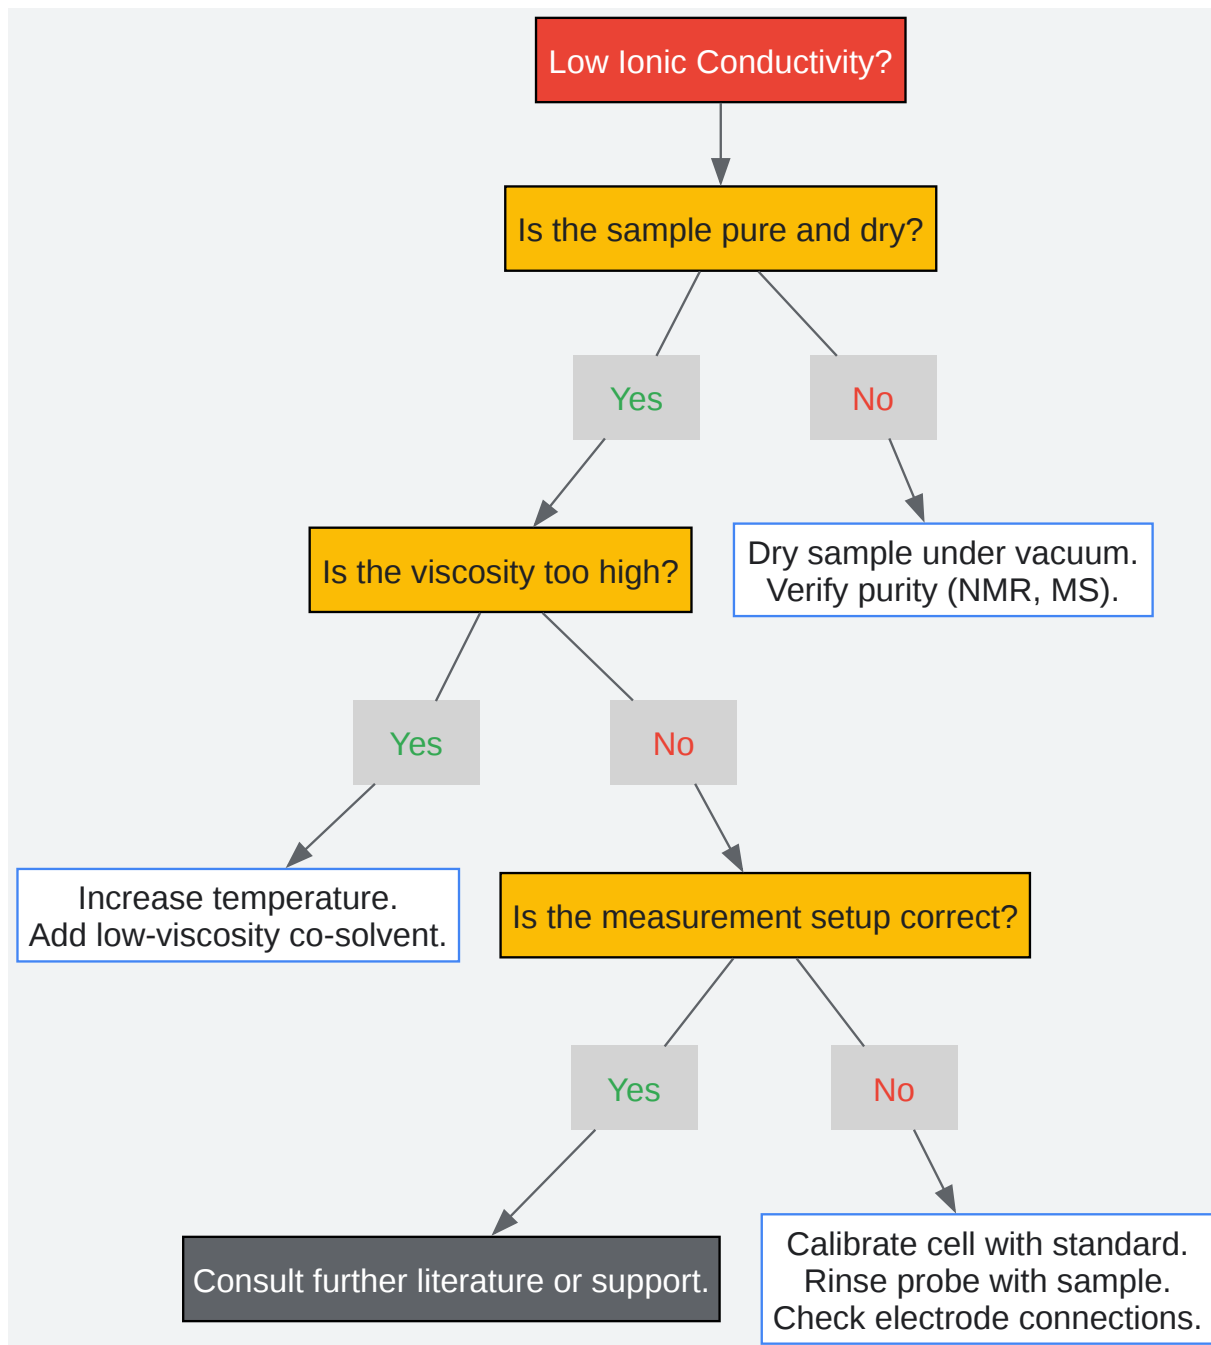 Low Ionic Conductivity?
Is the sample pure and dry?
Yes
No
Is the viscosity too high?
Dry sample under vacuum.
Verify purity (NMR, MS).
Yes
No
Increase temperature.
Add low-viscosity co-solvent.
Is the measurement setup correct?
Yes
No
Consult further literature or support.
Calibrate cell with standard.
Rinse probe with sample.
Check electrode connections.